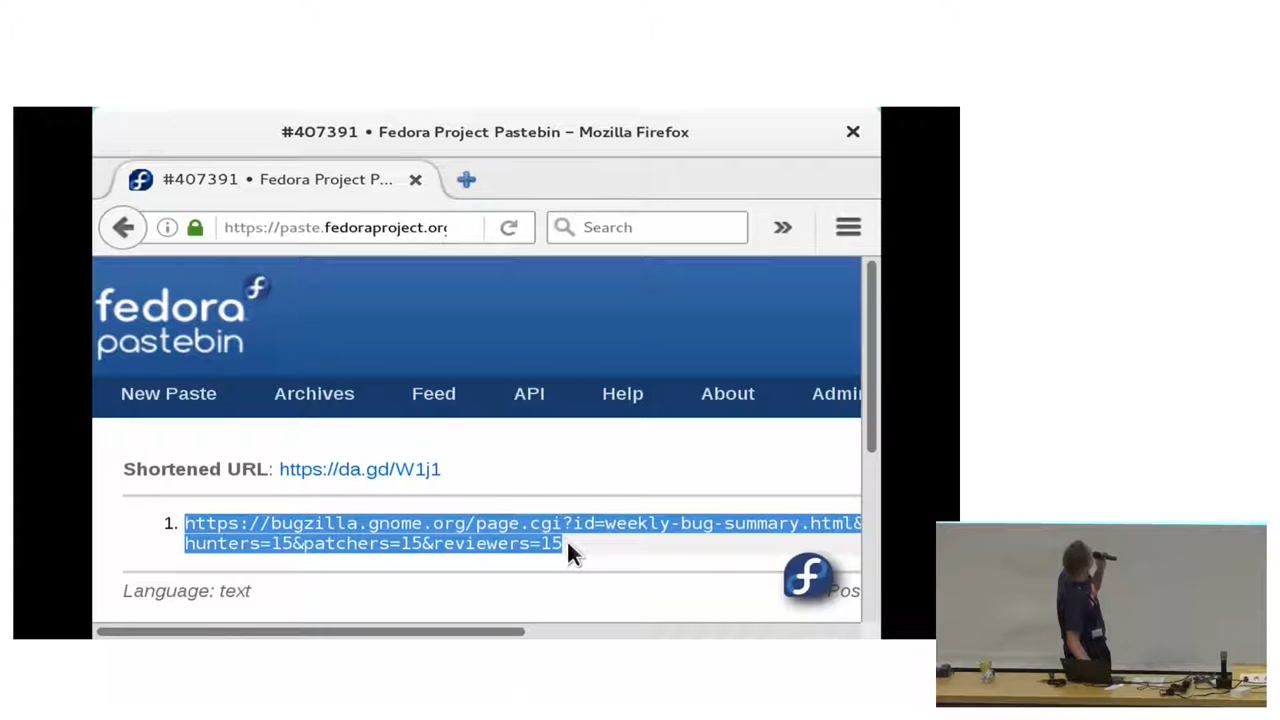 #407391 • Fedora Project Pastebin – Mozilla Firefox
#407391 • Fedora Project P...
https://paste.fedoraproject.org
Search
fedora
pastebin
New Paste Archives Feed API Help About Admi
Shortened URL: https://da.gd/W1j1
1. https://bugzilla.gnome.org/page.cgi?id=weekly-bug-summary.html&
hunters=15&patchers=15&reviewers=15
Language: text Pos